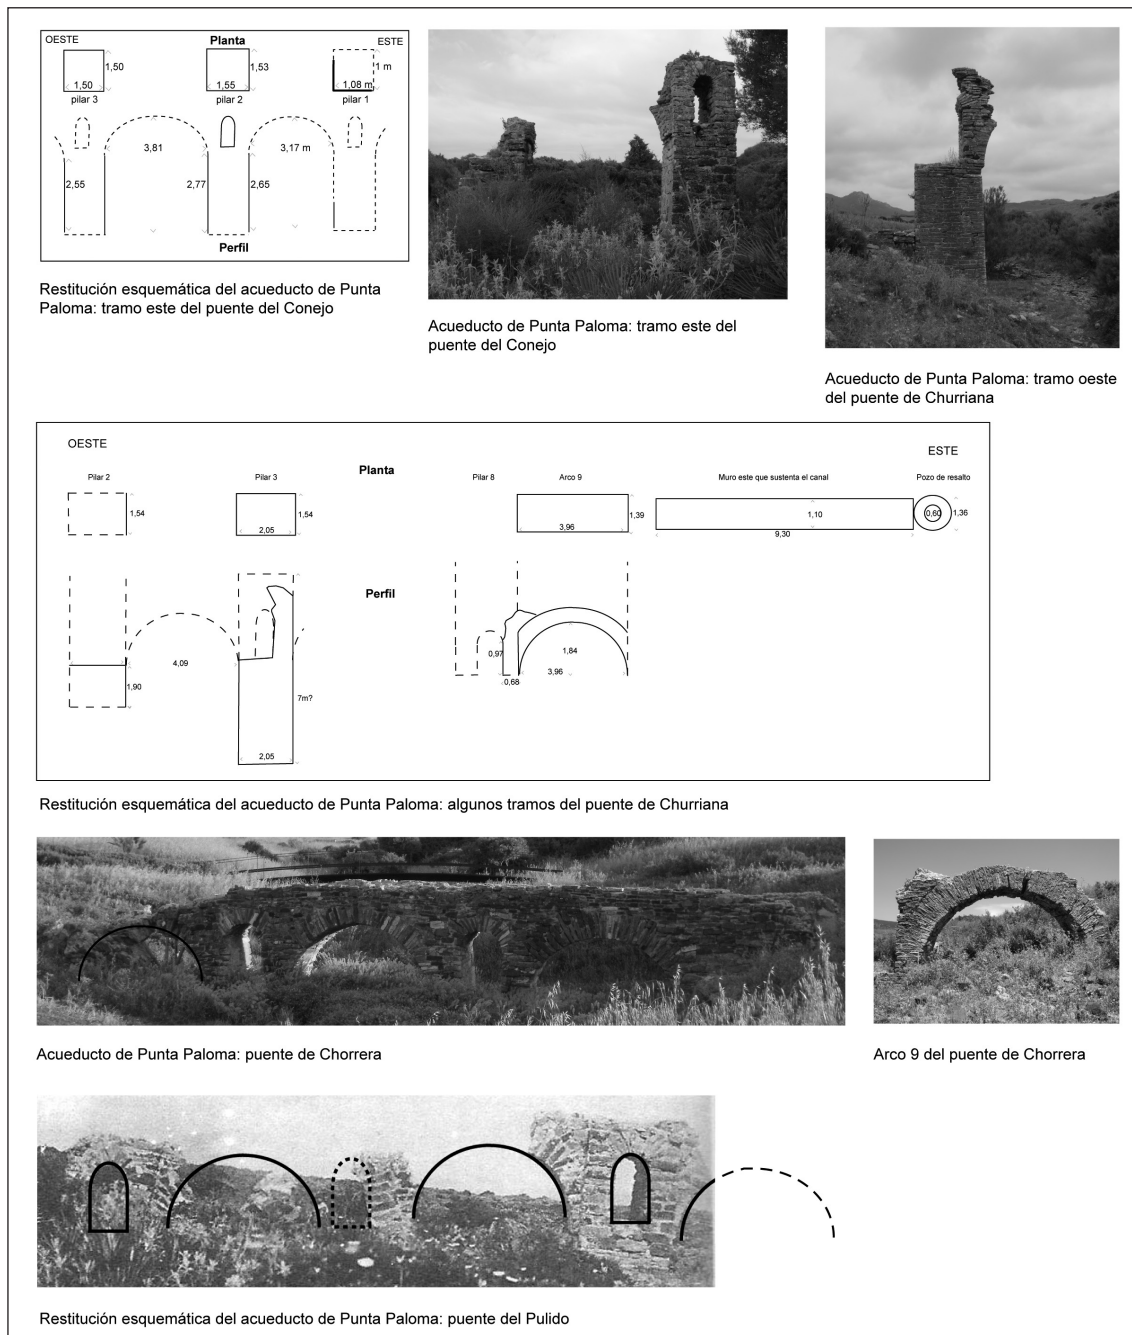 OESTE Planta ESTE
1,50 1,53 1 m
1,50 1,55 1,08 m
pilar 3 pilar 2 pilar 1
3,81 3,17 m
2,55 2,77 2,65
Perfil
Restitución esquemática del acueducto de Punta
Paloma: tramo este del puente del Conejo
Acueducto de Punta Paloma: tramo este del
puente del Conejo
Acueducto de Punta Paloma: tramo oeste
del puente de Churriana
OESTE ESTE
Planta
Pilar 2 Pilar 3 Pilar 8 Arco 9 Muro este que sustenta el canal Pozo de resalto
1,54 1,54 1,39 1,10 0,60 1,36
2,05 3,96 9,30
Perfil
4,09 0,97 1,84
1,90 0,68 3,96
7m?
2,05
Restitución esquemática del acueducto de Punta Paloma: algunos tramos del puente de Churriana
Acueducto de Punta Paloma: puente de Chorrera
Arco 9 del puente de Chorrera
Restitución esquemática del acueducto de Punta Paloma: puente del Pulido